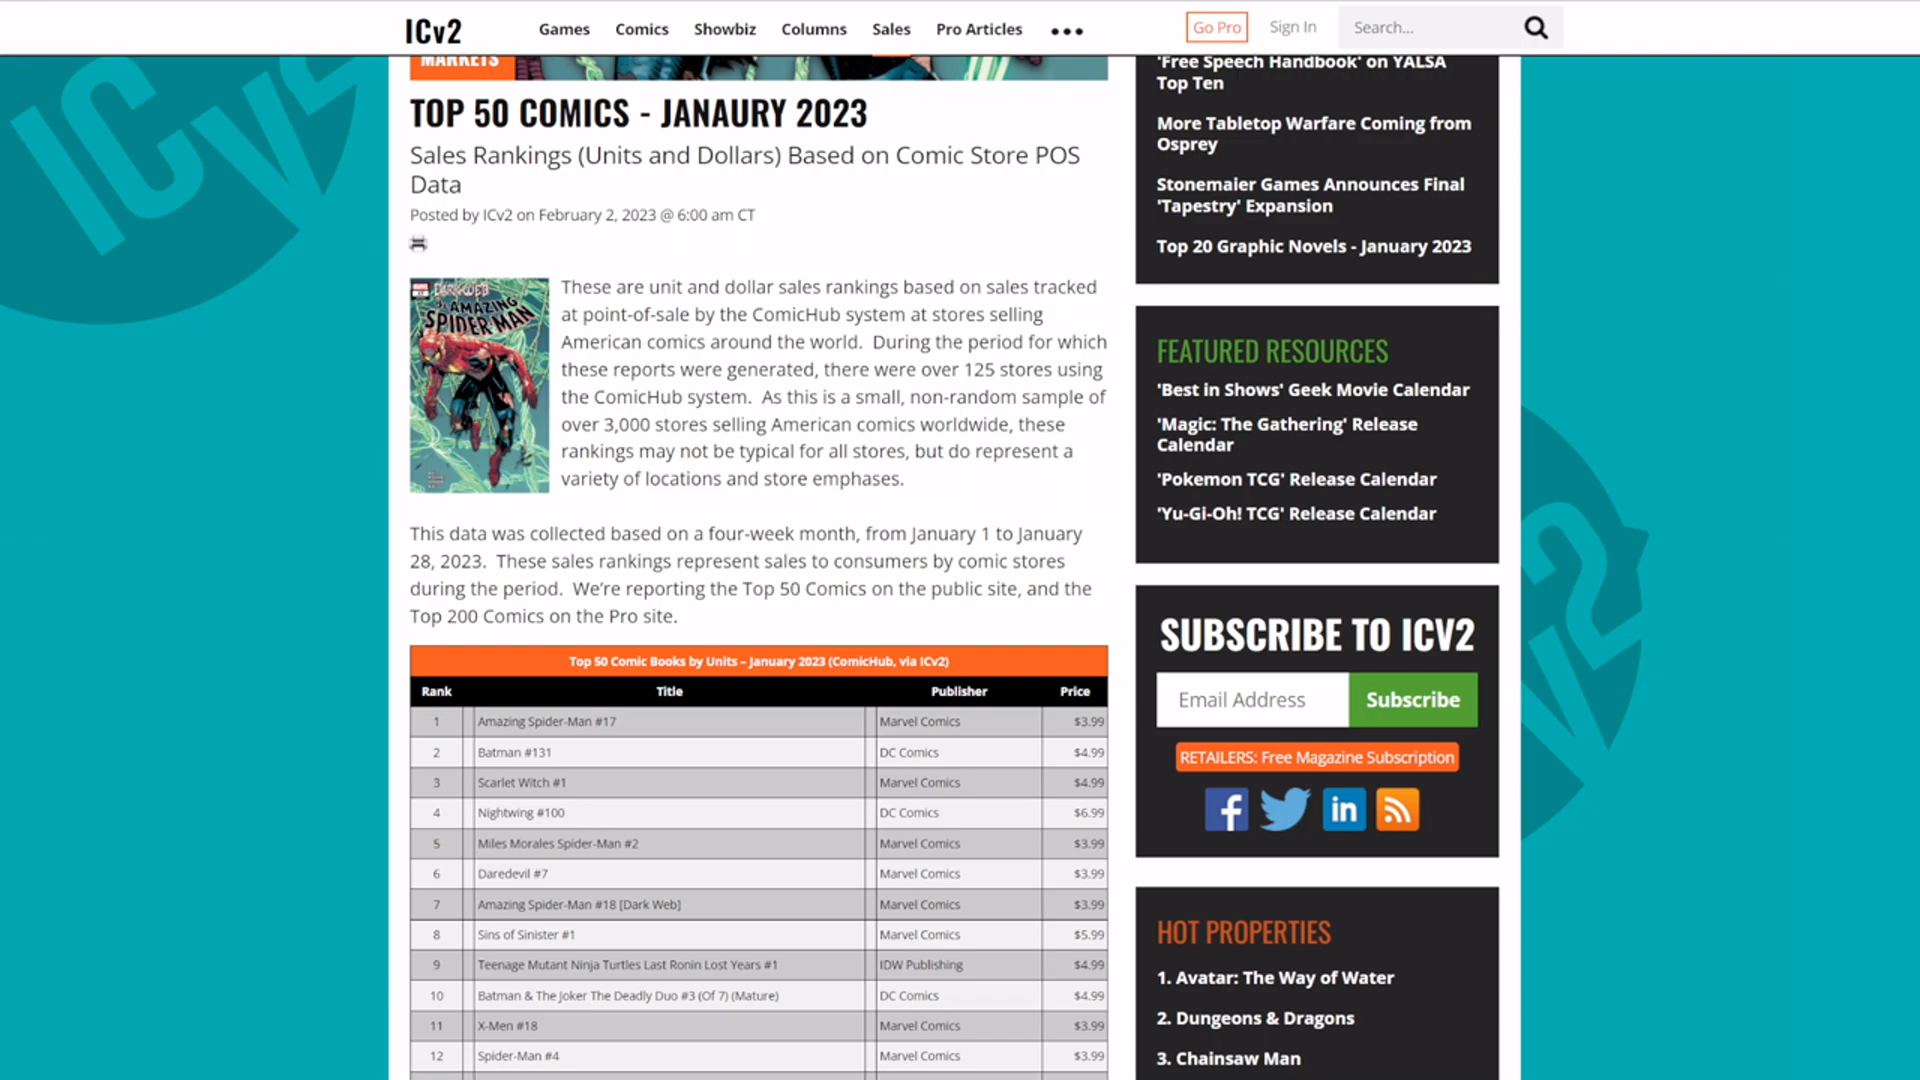 ICv2
Games Comics Showbiz Columns Sales Pro Articles
Go Pro Sign In Search...
MARKETS
TOP 50 COMICS - JANAURY 2023
Sales Rankings (Units and Dollars) Based on Comic Store POS
Data
Posted by ICv2 on February 2, 2023 @ 6:00 am CT
DARK WEB
AMAZING
SPIDER-MAN
These are unit and dollar sales rankings based on sales tracked
at point-of-sale by the ComicHub system at stores selling
American comics around the world. During the period for which
these reports were generated, there were over 125 stores using
the ComicHub system. As this is a small, non-random sample of
over 3,000 stores selling American comics worldwide, these
rankings may not be typical for all stores, but do represent a
variety of locations and store emphases.
This data was collected based on a four-week month, from January 1 to January
28, 2023. These sales rankings represent sales to consumers by comic stores
during the period. We’re reporting the Top 50 Comics on the public site, and the
Top 200 Comics on the Pro site.
Top 50 Comic Books by Units – January 2023 (ComicHub, via ICv2)
Rank Title Publisher Price
1 Amazing Spider-Man #17 Marvel Comics $3.99
2 Batman #131 DC Comics $4.99
3 Scarlet Witch #1 Marvel Comics $4.99
4 Nightwing #100 DC Comics $6.99
5 Miles Morales Spider-Man #2 Marvel Comics $3.99
6 Daredevil #7 Marvel Comics $3.99
7 Amazing Spider-Man #18 [Dark Web] Marvel Comics $3.99
8 Sins of Sinister #1 Marvel Comics $5.99
9 Teenage Mutant Ninja Turtles Last Ronin Lost Years #1 IDW Publishing $4.99
10 Batman & The Joker The Deadly Duo #3 (Of 7) (Mature) DC Comics $4.99
11 X-Men #18 Marvel Comics $3.99
12 Spider-Man #4 Marvel Comics $3.99
'Free Speech Handbook' on YALSA
Top Ten
More Tabletop Warfare Coming from
Osprey
Stonemaier Games Announces Final
'Tapestry' Expansion
Top 20 Graphic Novels - January 2023
FEATURED RESOURCES
'Best in Shows' Geek Movie Calendar
'Magic: The Gathering' Release
Calendar
'Pokemon TCG' Release Calendar
'Yu-Gi-Oh! TCG' Release Calendar
SUBSCRIBE TO ICV2
Email Address Subscribe
RETAILERS: Free Magazine Subscription
HOT PROPERTIES
1. Avatar: The Way of Water
2. Dungeons & Dragons
3. Chainsaw Man